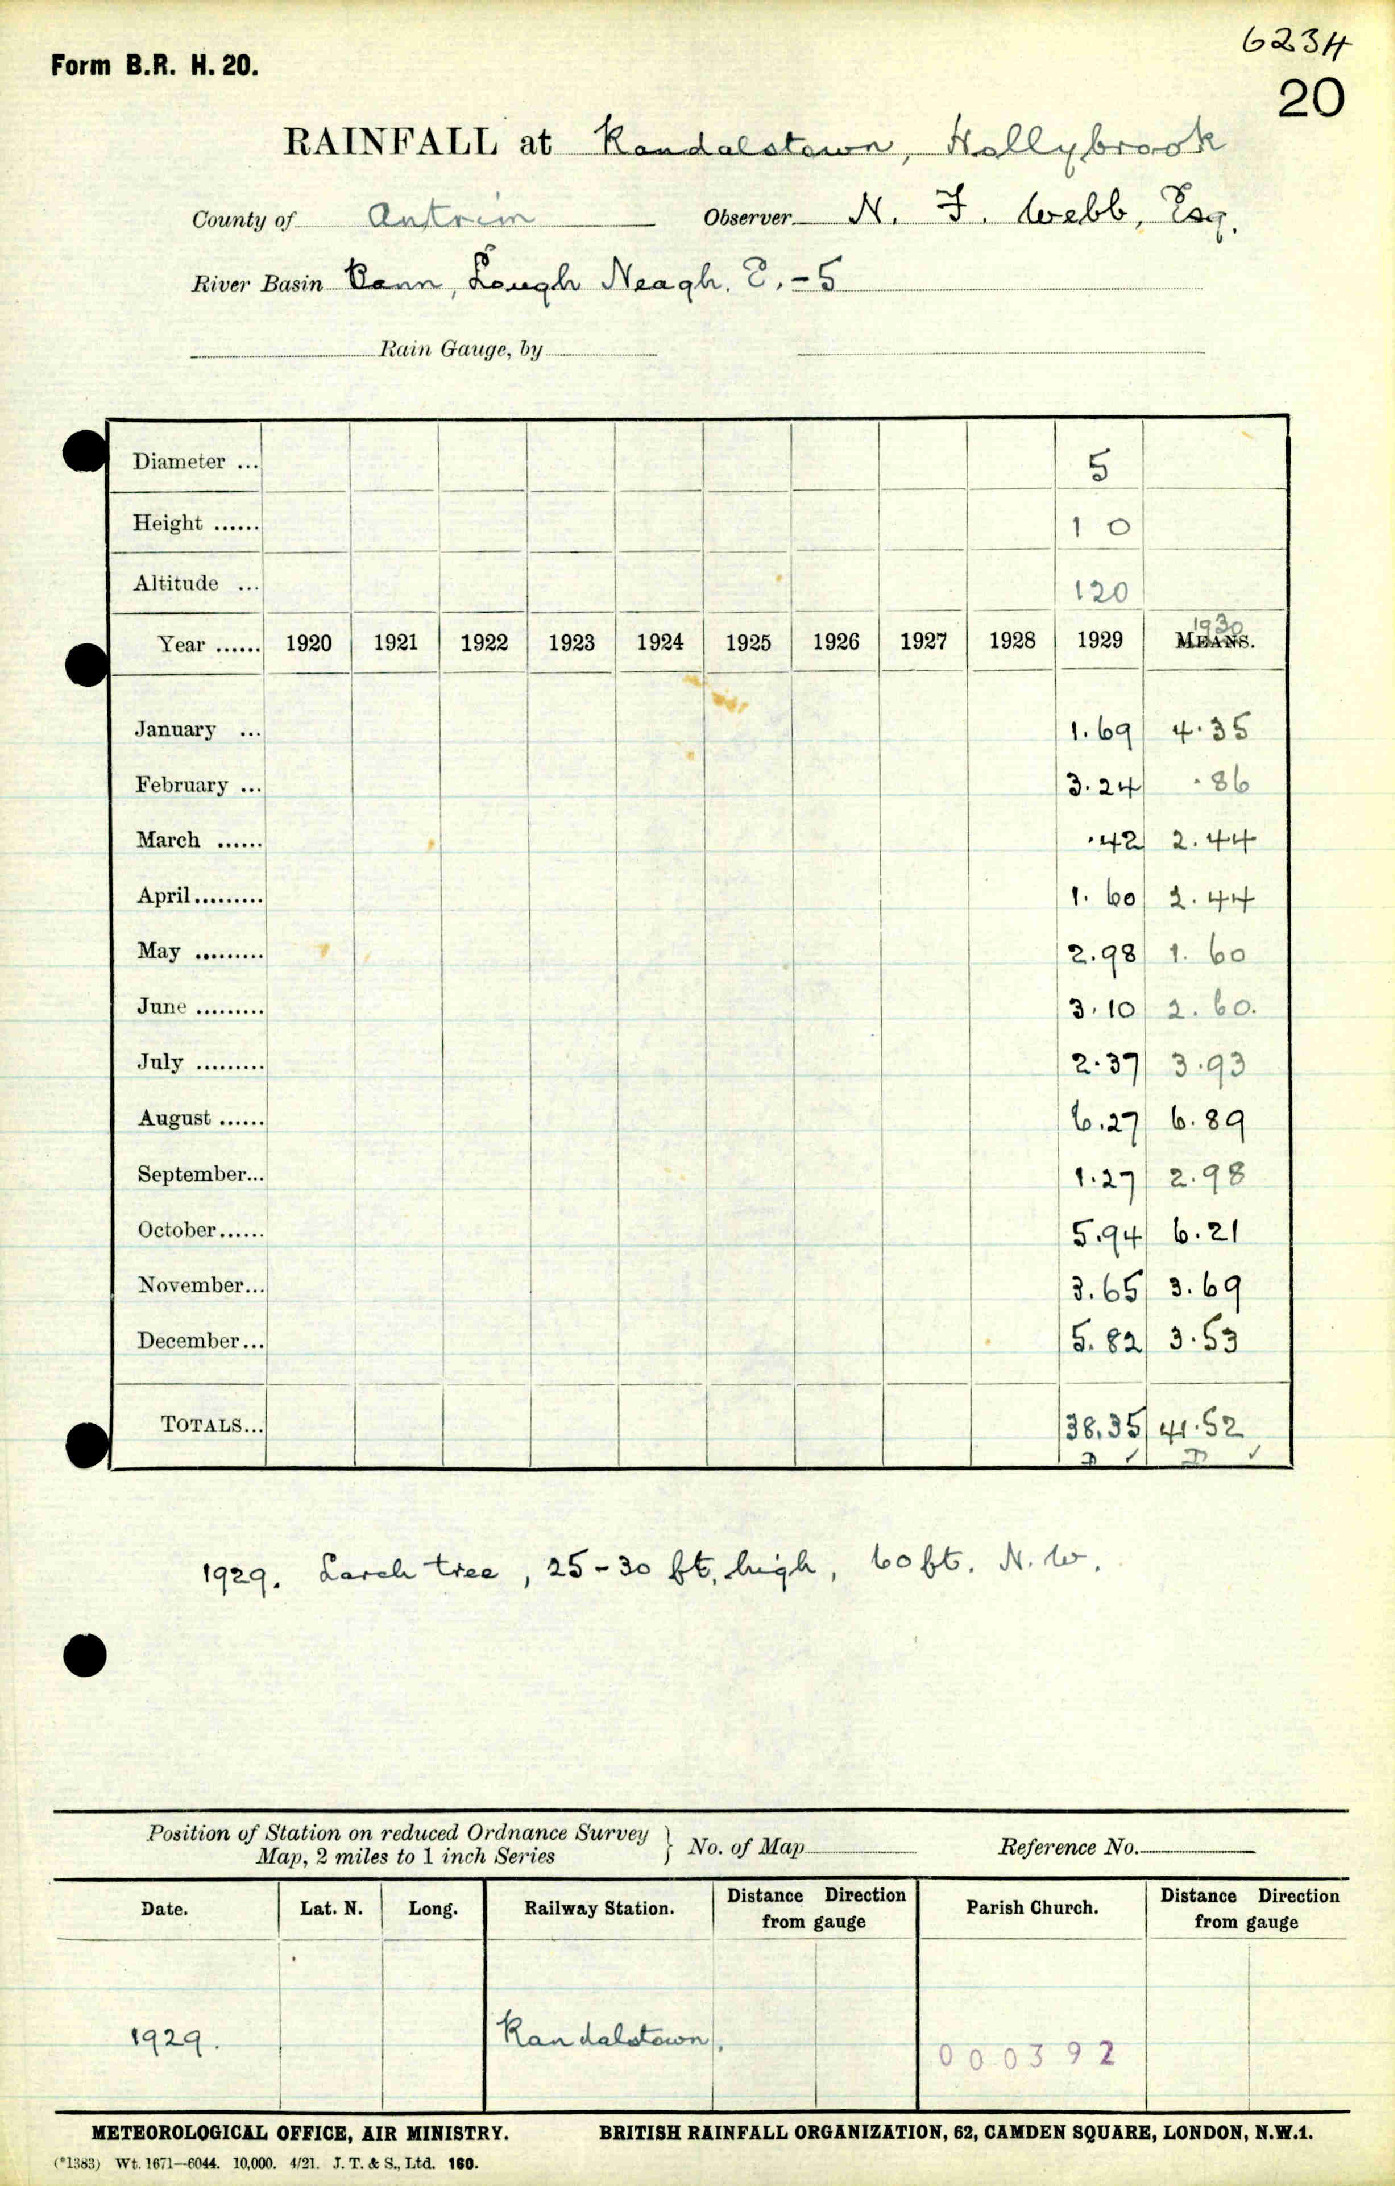 6234
Form B.R. H. 20.
20
RAINFALL at Randalstown, Hollybrook
County of Antrim Observer N. F. Webb, Esq.
River Basin Bann, Lough Neagh. E. - 5
Rain Gauge, by
Diameter ... 5
Height ...... 1 0
Altitude ... 120
Year ...... 1920 1921 1922 1923 1924 1925 1926 1927 1928 1929 MEANS. 1930
January ... 1.69 4.35
February ... 3.24 .86
March ...... .42 2.44
April......... 1.60 2.44
May ......... 2.98 1.60
June ......... 3.10 2.60.
July ......... 2.37 3.93
August ...... 6.27 6.89
September... 1.27 2.98
October...... 5.94 6.21
November... 3.65 3.69
December... 5.82 3.53
TOTALS... 38.35 41.52
1929. Larch tree, 25-30 ft. high, 60 ft. N.W.
Position of Station on reduced Ordnance Survey
Map, 2 miles to 1 inch Series } No. of Map Reference No.
Date. Lat. N. Long. Railway Station. Distance Direction from gauge Parish Church. Distance Direction from gauge
1929. Randalstown.
000392
METEOROLOGICAL OFFICE, AIR MINISTRY. BRITISH RAINFALL ORGANIZATION, 62, CAMDEN SQUARE, LONDON, N.W.1.
(*1383) Wt. 1671—6044. 10,000. 4/21. J. T. & S., Ltd. 160.